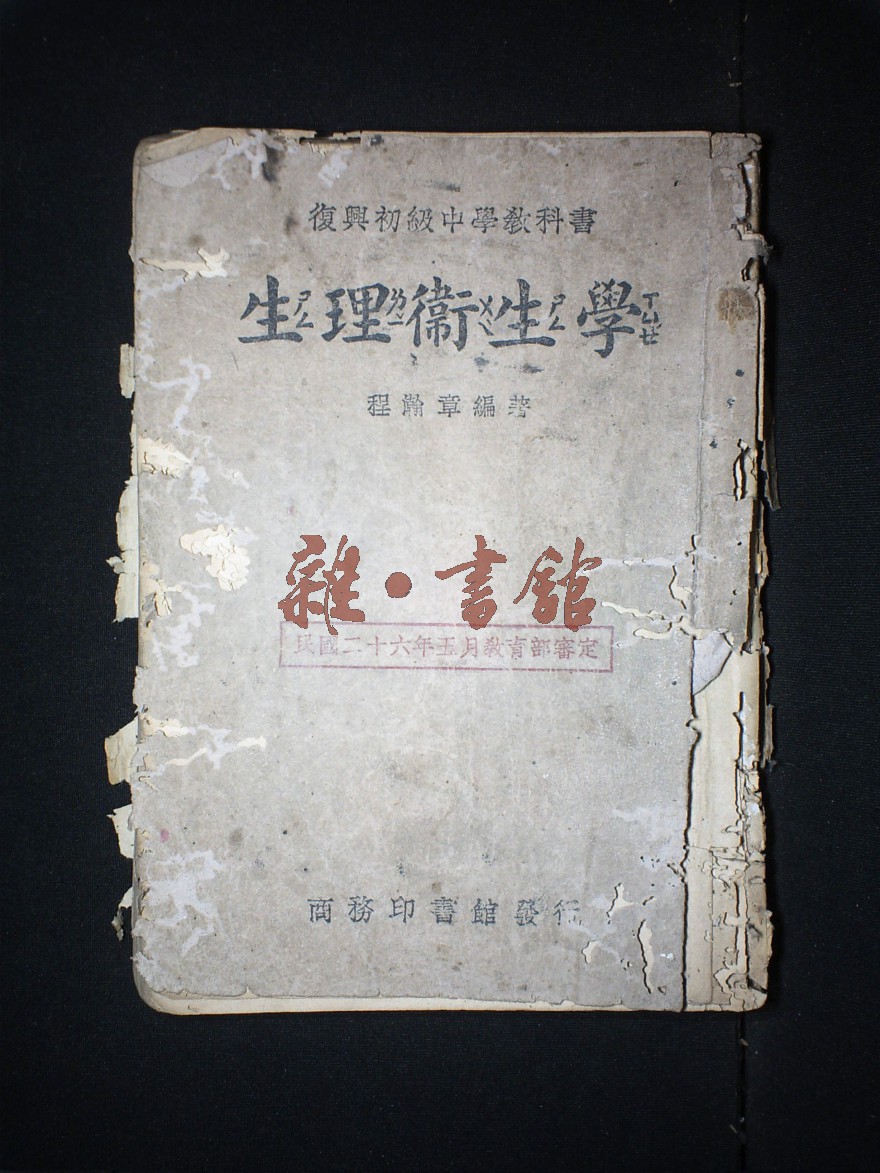 復興初級中學教科書
生ㄕㄥ理ㄌㄧˇ衞ㄨㄟˋ生ㄕㄥ學ㄒㄩㄝˊ
程瀚章編著
雜·書館
民國二十六年五月教育部審定
商務印書館發行